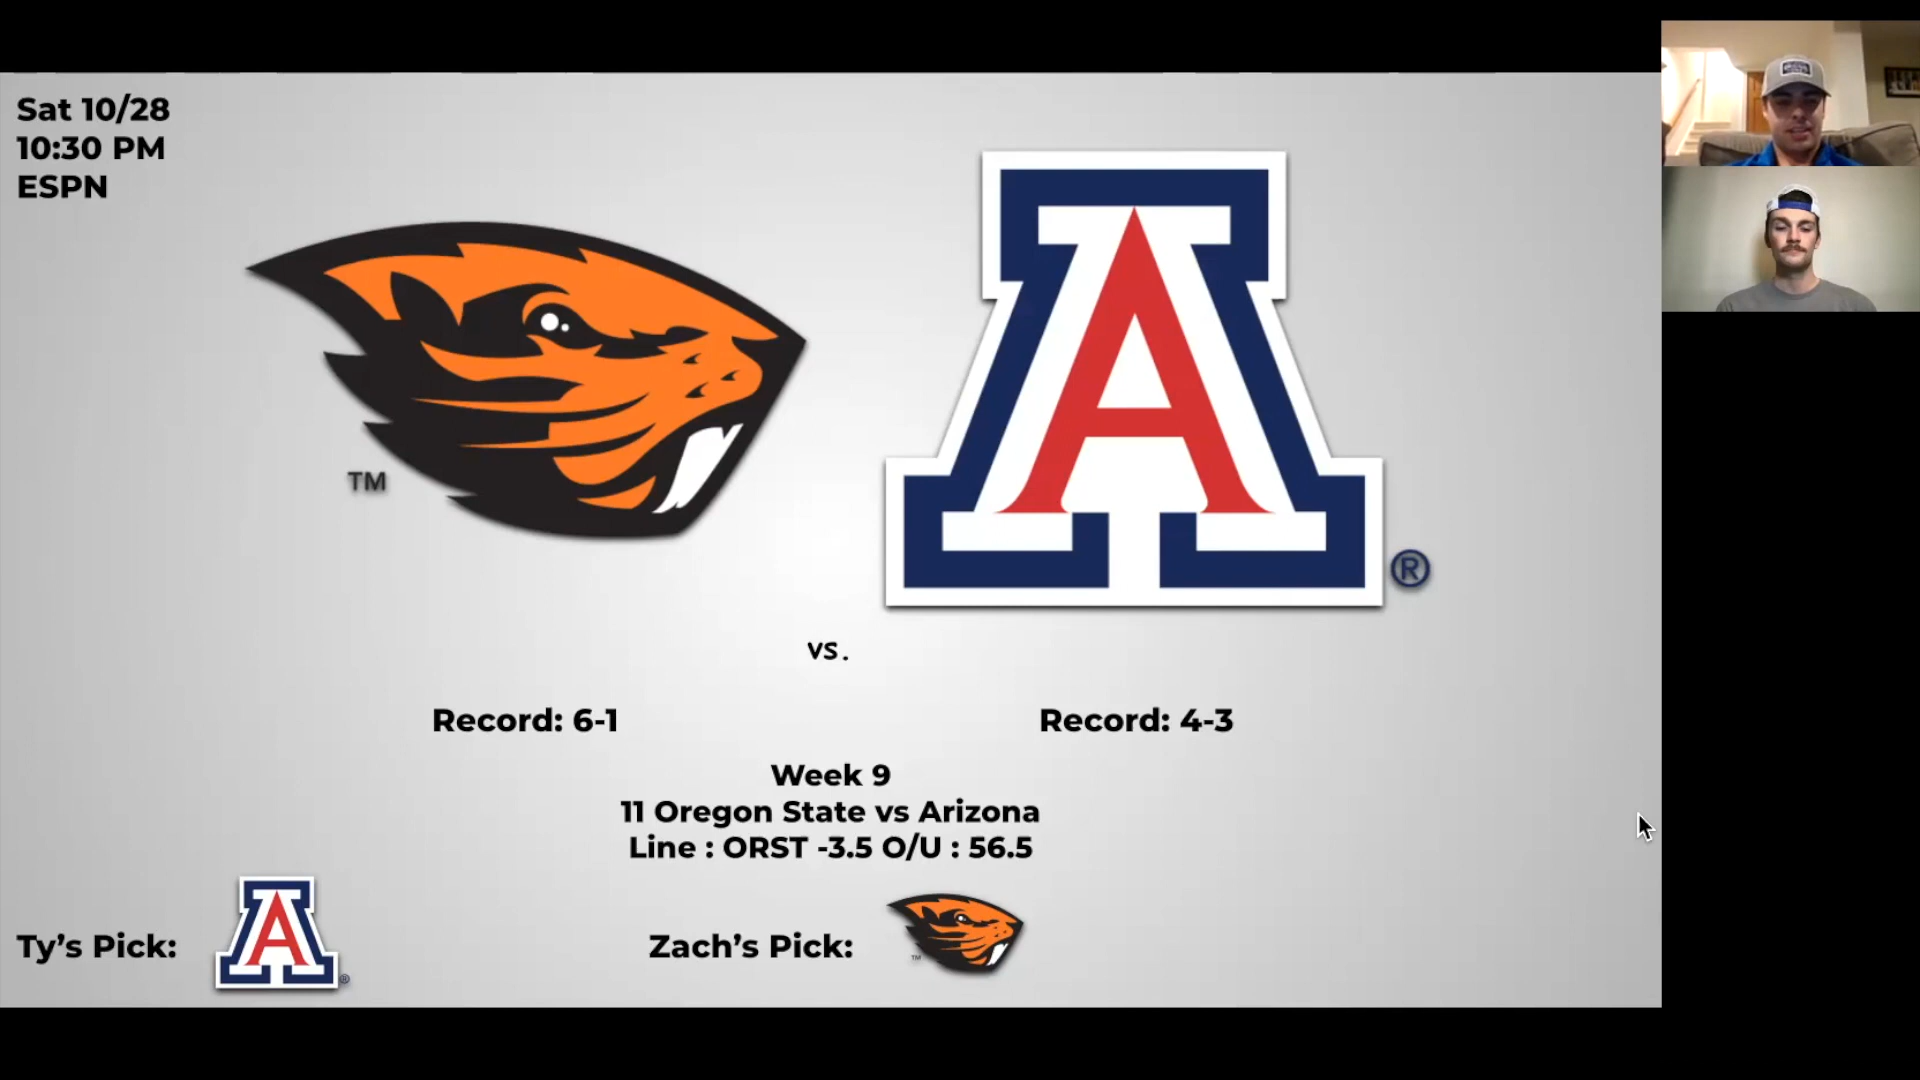 Sat 10/28
10:30 PM
ESPN
TM
A
®
vs.
Record: 6-1
Record: 4-3
Week 9
11 Oregon State vs Arizona
Line : ORST -3.5 O/U : 56.5
Ty's Pick:
A
®
Zach's Pick:
TM